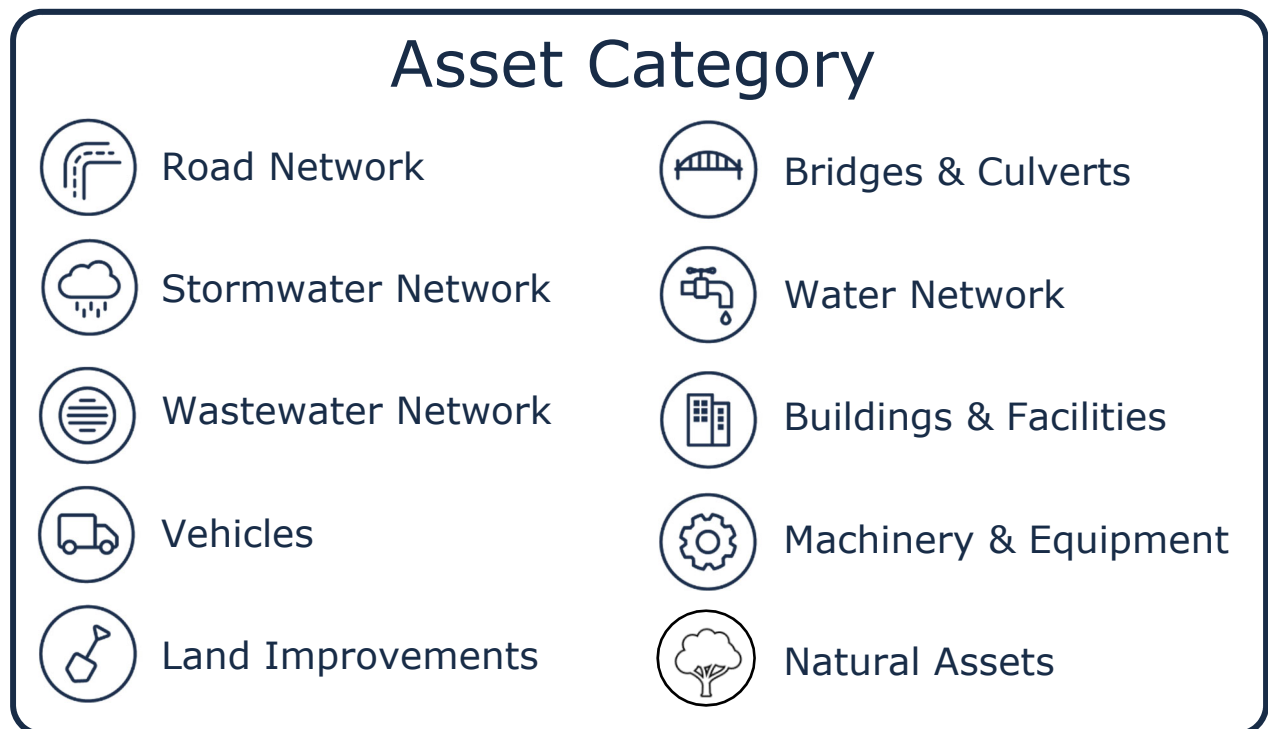 Asset Category
Road Network
Bridges & Culverts
Stormwater Network
Water Network
Wastewater Network
Buildings & Facilities
Vehicles
Machinery & Equipment
Land Improvements
Natural Assets